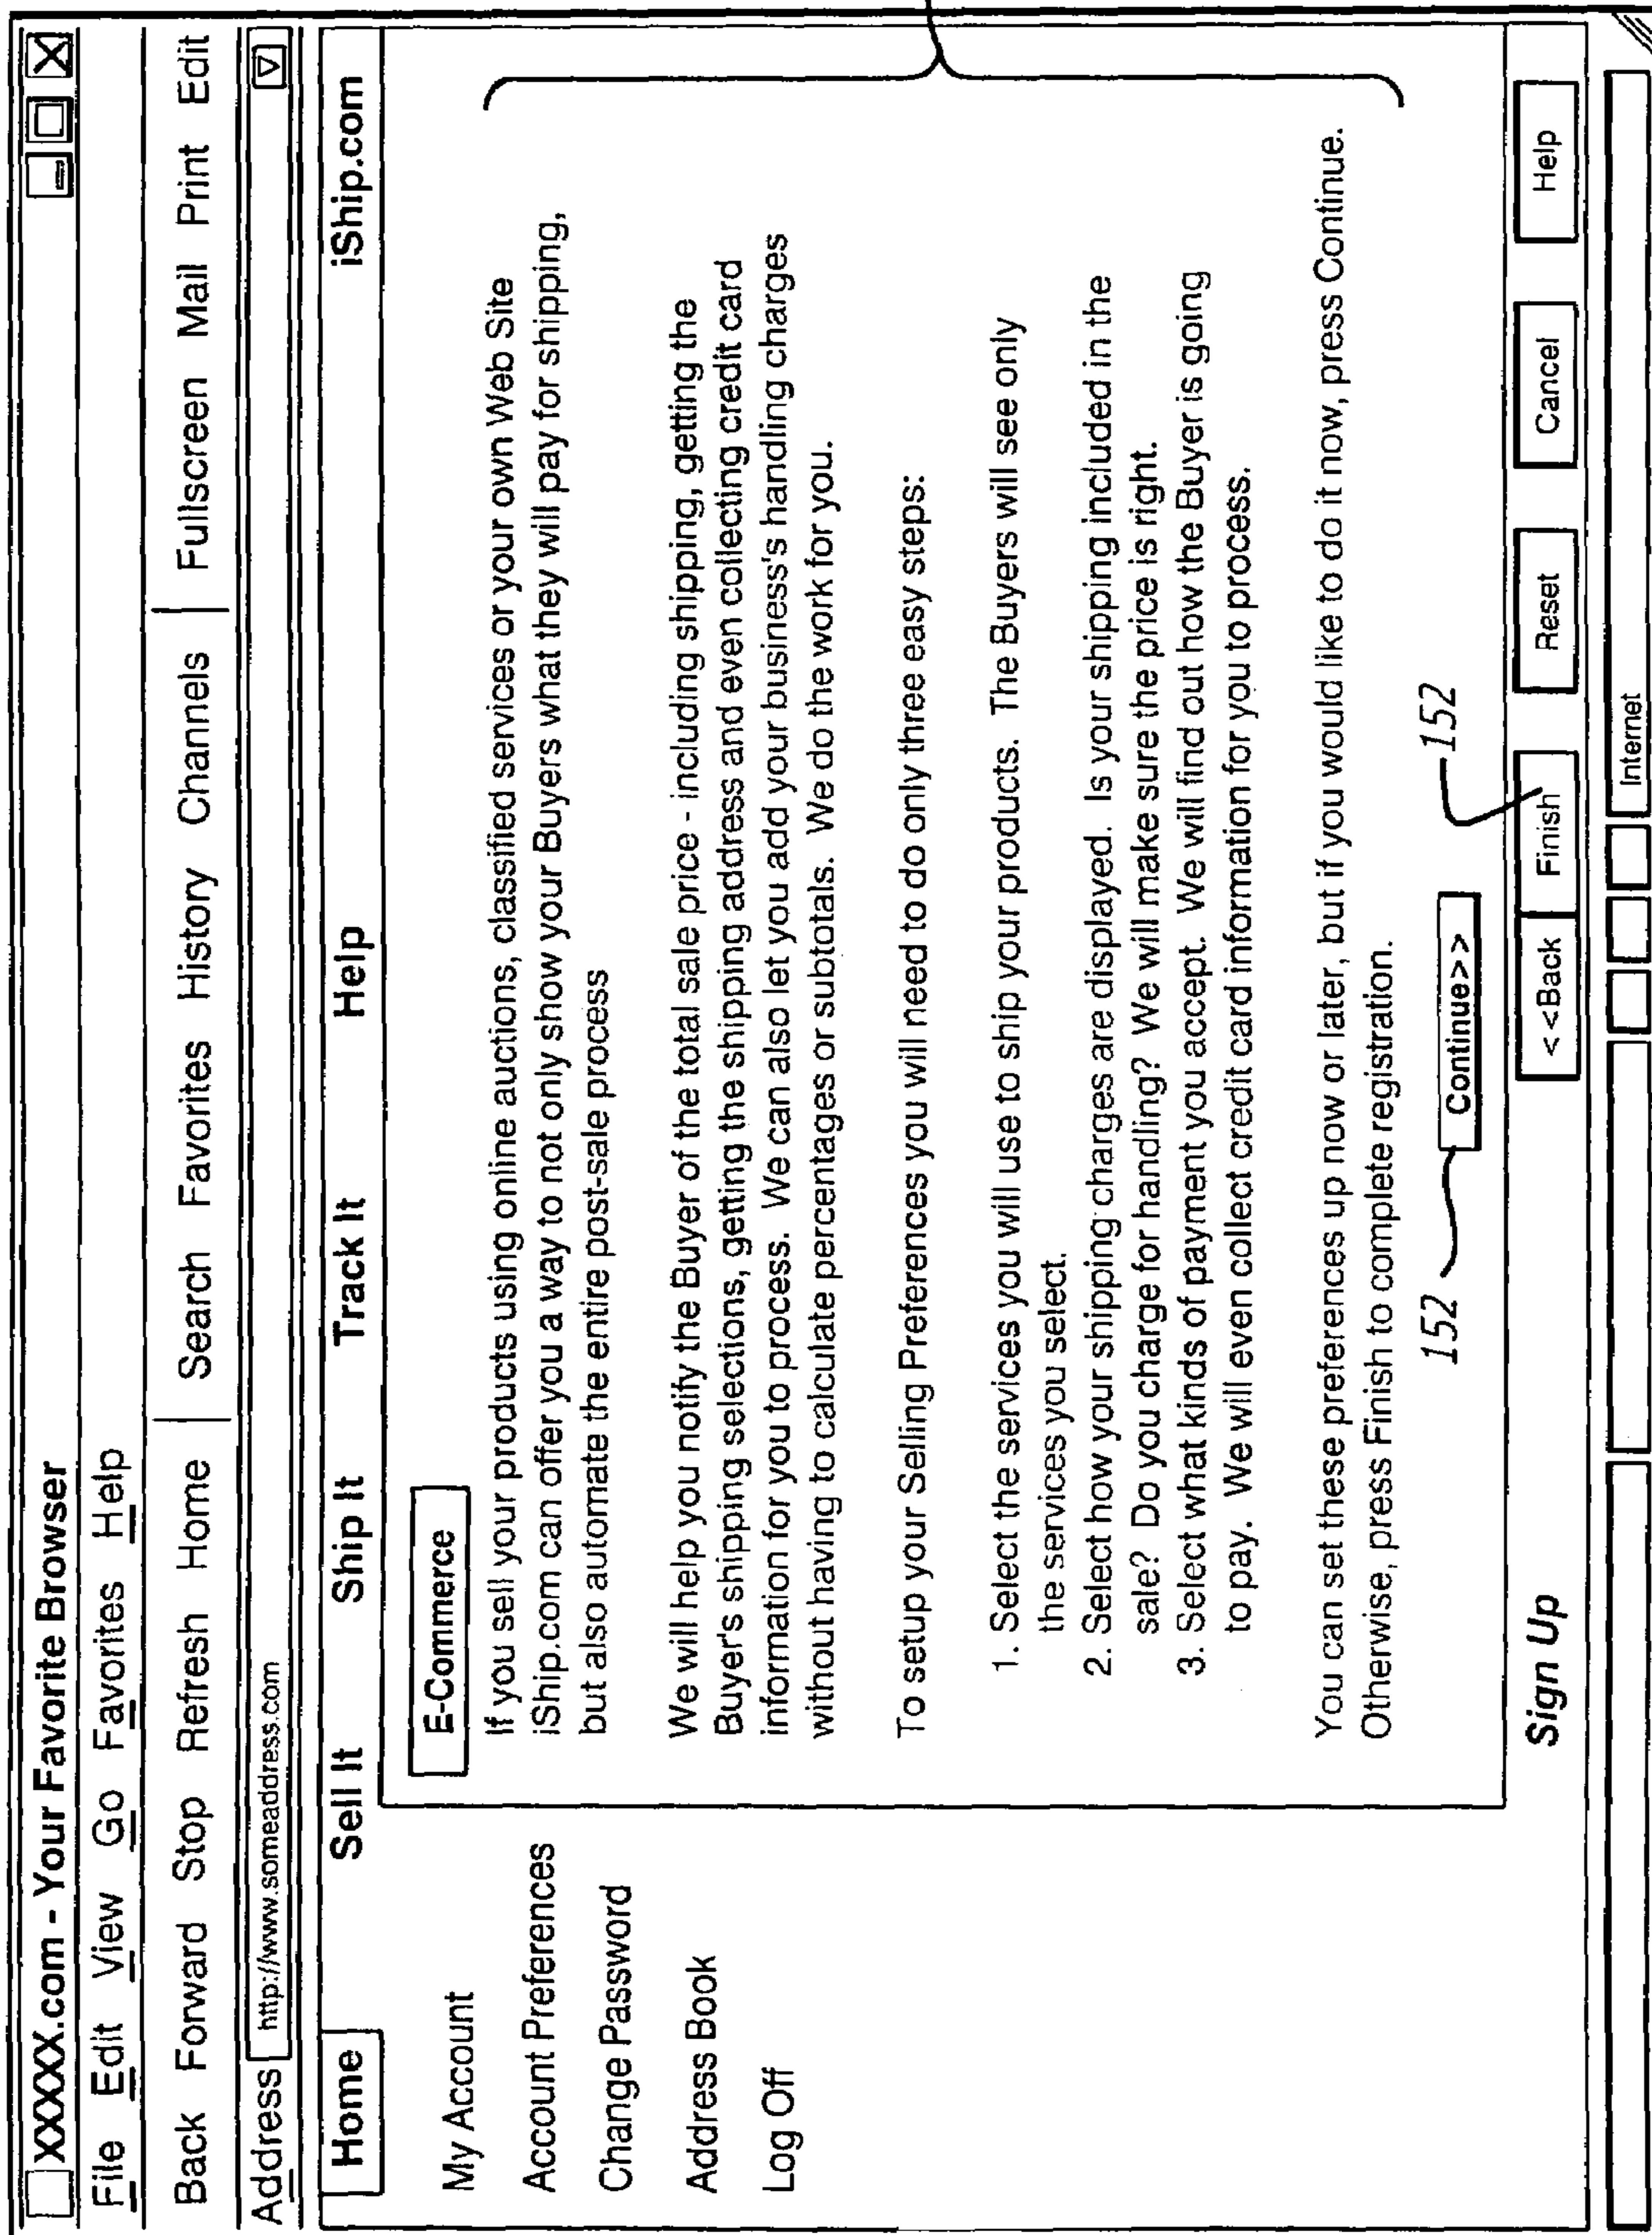 XXXXX.com - Your Favorite Browser
File Edit View Go Favorites Help
Back Forward Stop Refresh Home Search Favorites History Channels Fullscreen Mail Print Edit
Address http://www.someaddress.com
Home Sell It Ship It Track It Help iShip.com
My Account
Account Preferences
Change Password
Address Book
Log Off
E-Commerce
If you sell your products using online auctions, classified services or your own Web Site
iShip.com can offer you a way to not only show your Buyers what they will pay for shipping,
but also automate the entire post-sale process
We will help you notify the Buyer of the total sale price - including shipping, getting the
Buyer's shipping selections, getting the shipping address and even collecting credit card
information for you to process. We can also let you add your business's handling charges
without having to calculate percentages or subtotals. We do the work for you.
To setup your Selling Preferences you will need to do only three easy steps:
1. Select the services you will use to ship your products. The Buyers will see only
the services you select.
2. Select how your shipping charges are displayed. Is your shipping included in the
sale? Do you charge for handling? We will make sure the price is right.
3. Select what kinds of payment you accept. We will find out how the Buyer is going
to pay. We will even collect credit card information for you to process.
You can set these preferences up now or later, but if you would like to do it now, press Continue.
Otherwise, press Finish to complete registration.
152 Continue>> 152
Sign Up <<Back Finish Reset Cancel Help
Internet